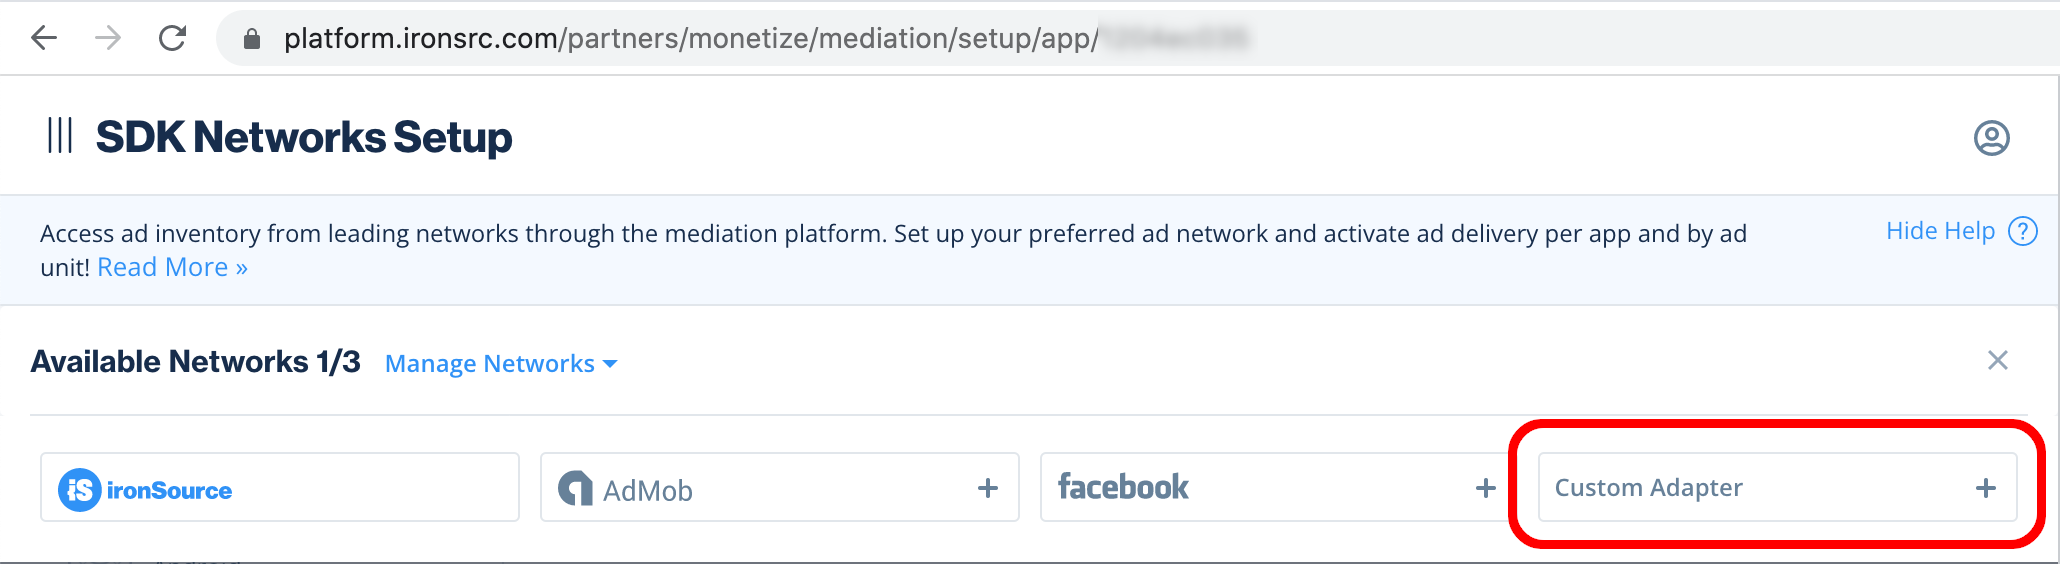 platform.ironsrc.com/partners/monetize/mediation/setup/app/
SDK Networks Setup
Access ad inventory from leading networks through the mediation platform. Set up your preferred ad network and activate ad delivery per app and by ad
unit! Read More »
Hide Help ?
Available Networks 1/3 Manage Networks
iS ironSource
AdMob +
facebook +
Custom Adapter +